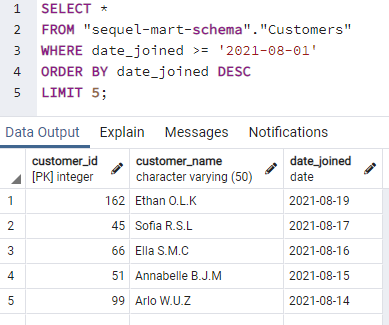 1 SELECT *
2 FROM "sequel-mart-schema"."Customers"
3 WHERE date_joined >= '2021-08-01'
4 ORDER BY date_joined DESC
5 LIMIT 5;
Data Output Explain Messages Notifications
customer_id customer_name date_joined
[PK] integer character varying (50) date
1 162 Ethan O.L.K 2021-08-19
2 45 Sofia R.S.L 2021-08-17
3 66 Ella S.M.C 2021-08-16
4 51 Annabelle B.J.M 2021-08-15
5 99 Arlo W.U.Z 2021-08-14